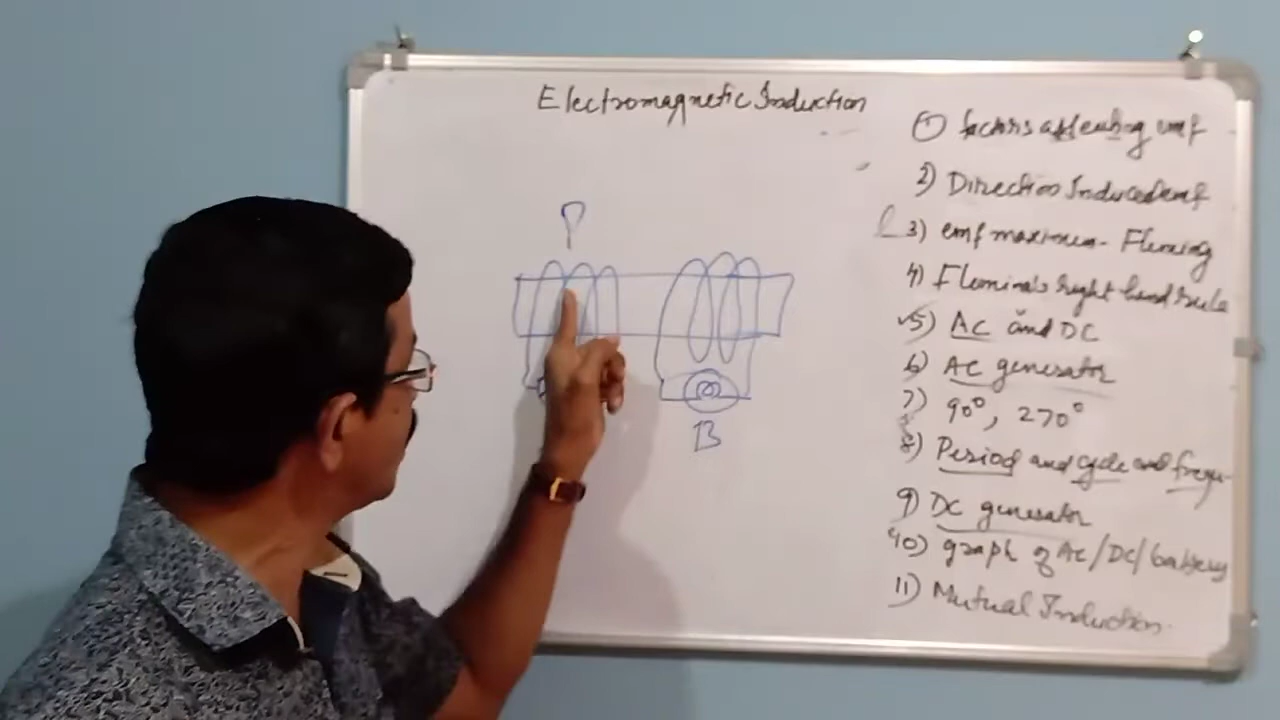 Electromagnetic Induction
P
B
1) factors affecting emf
2) Direction Induced emf
3) emf maximum - Fleming
4) Fleming's right hand rule
5) AC and DC
6) AC generator
7) 90°, 270°
8) Period and cycle and frequ-
9) DC generator
10) graph of AC/DC/battery
11) Mutual Induction